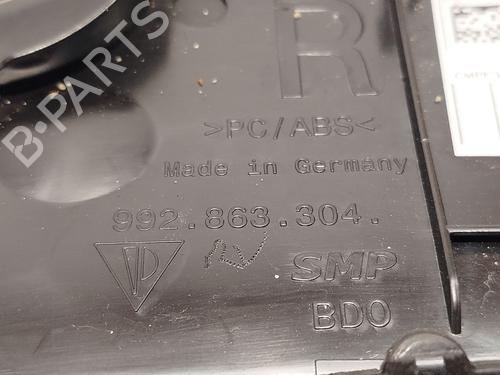 R
>PC/ABS<
Made in Germany
992.863.304.
SMP
BDO
B-PARTS